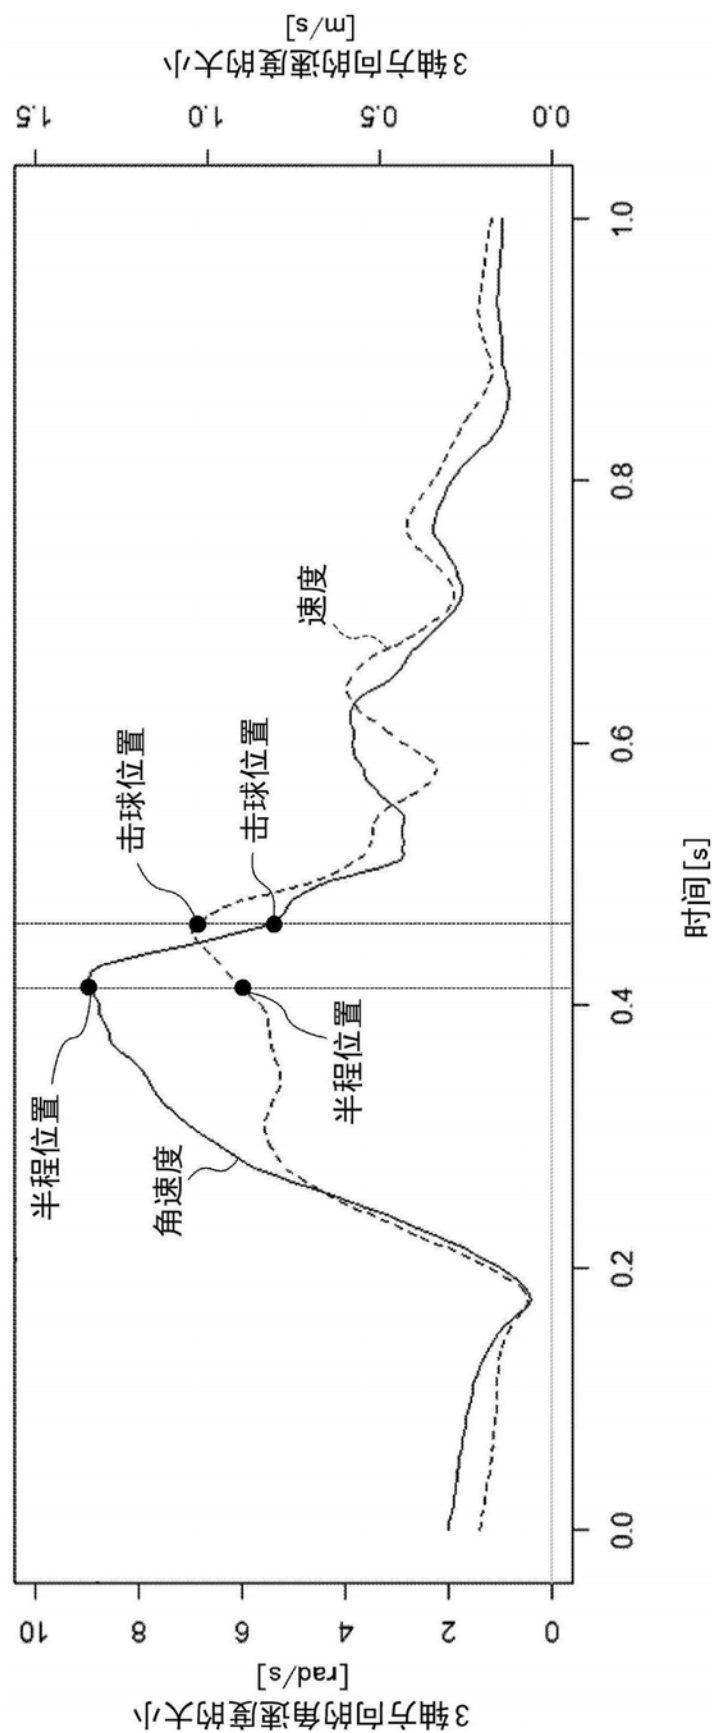 3轴方向的角速度的大小
[rad/s]
10
8
6
4
2
0
3轴方向的速度的大小
[m/s]
1.5
1.0
0.5
0.0
半程位置
角速度
击球位置
击球位置
半程位置
速度
0.0
0.2
0.4
0.6
0.8
1.0
时间[s]